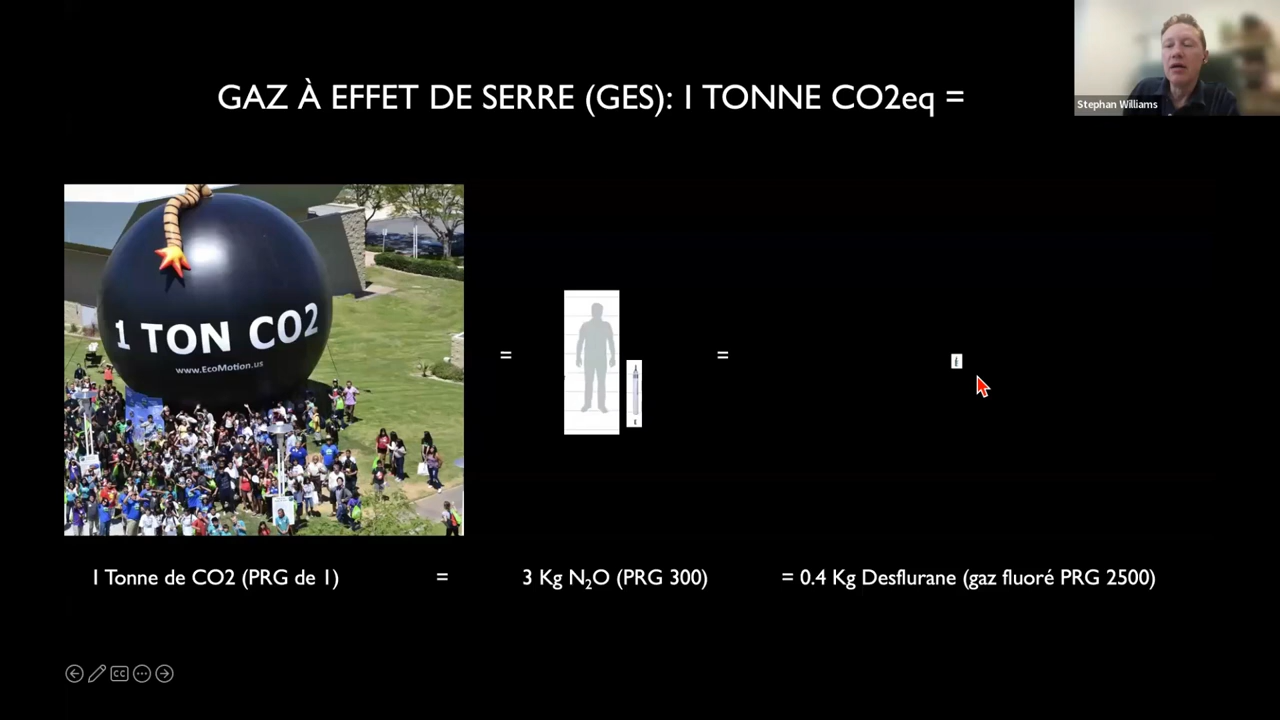 Stephan Williams
GAZ À EFFET DE SERRE (GES): 1 TONNE CO2eq =
1 TON CO2
www.EcoMotion.us
= =
1 Tonne de CO2 (PRG de 1) = 3 Kg N₂O (PRG 300) = 0.4 Kg Desflurane (gaz fluoré PRG 2500)
CC